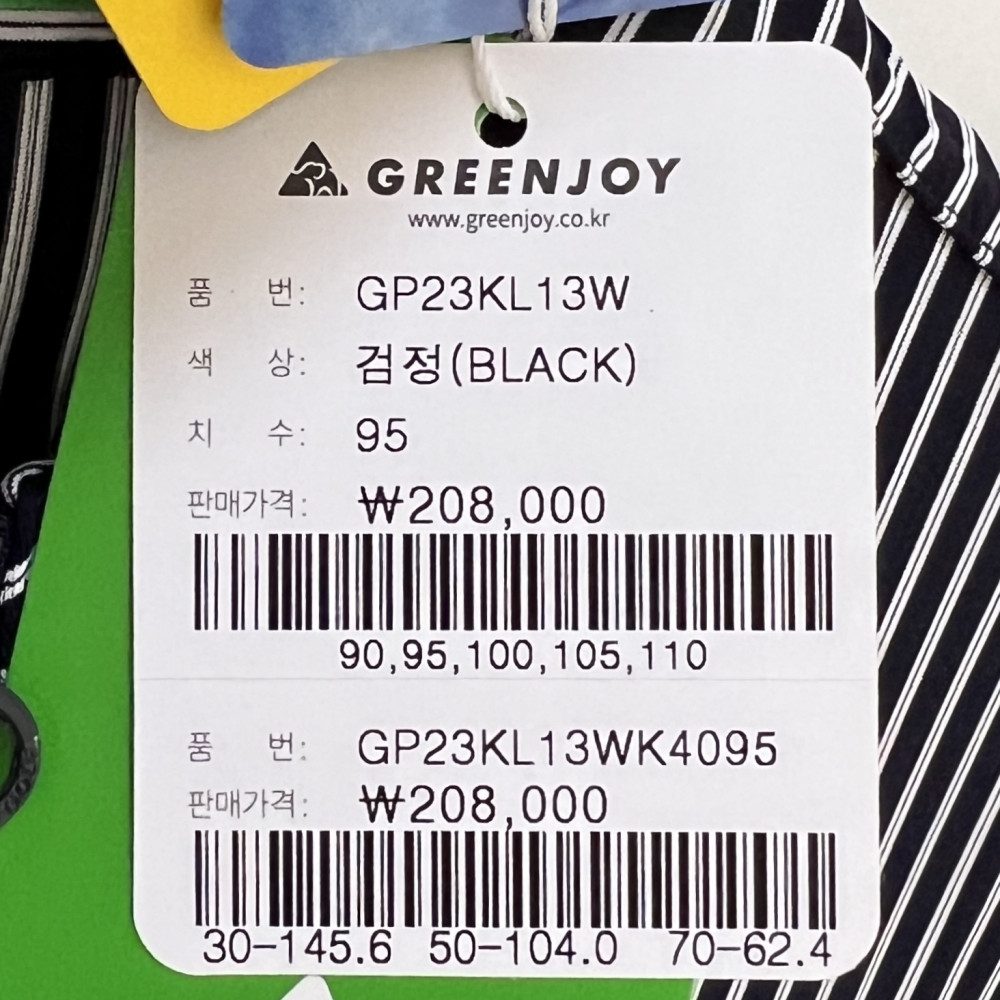 GREENJOY
www.greenjoy.co.kr
품 번: GP23KL13W
색 상: 검정(BLACK)
치 수: 95
판매가격: ₩208,000
90,95,100,105,110
품 번: GP23KL13WK4095
판매가격: ₩208,000
30-145.6 50-104.0 70-62.4